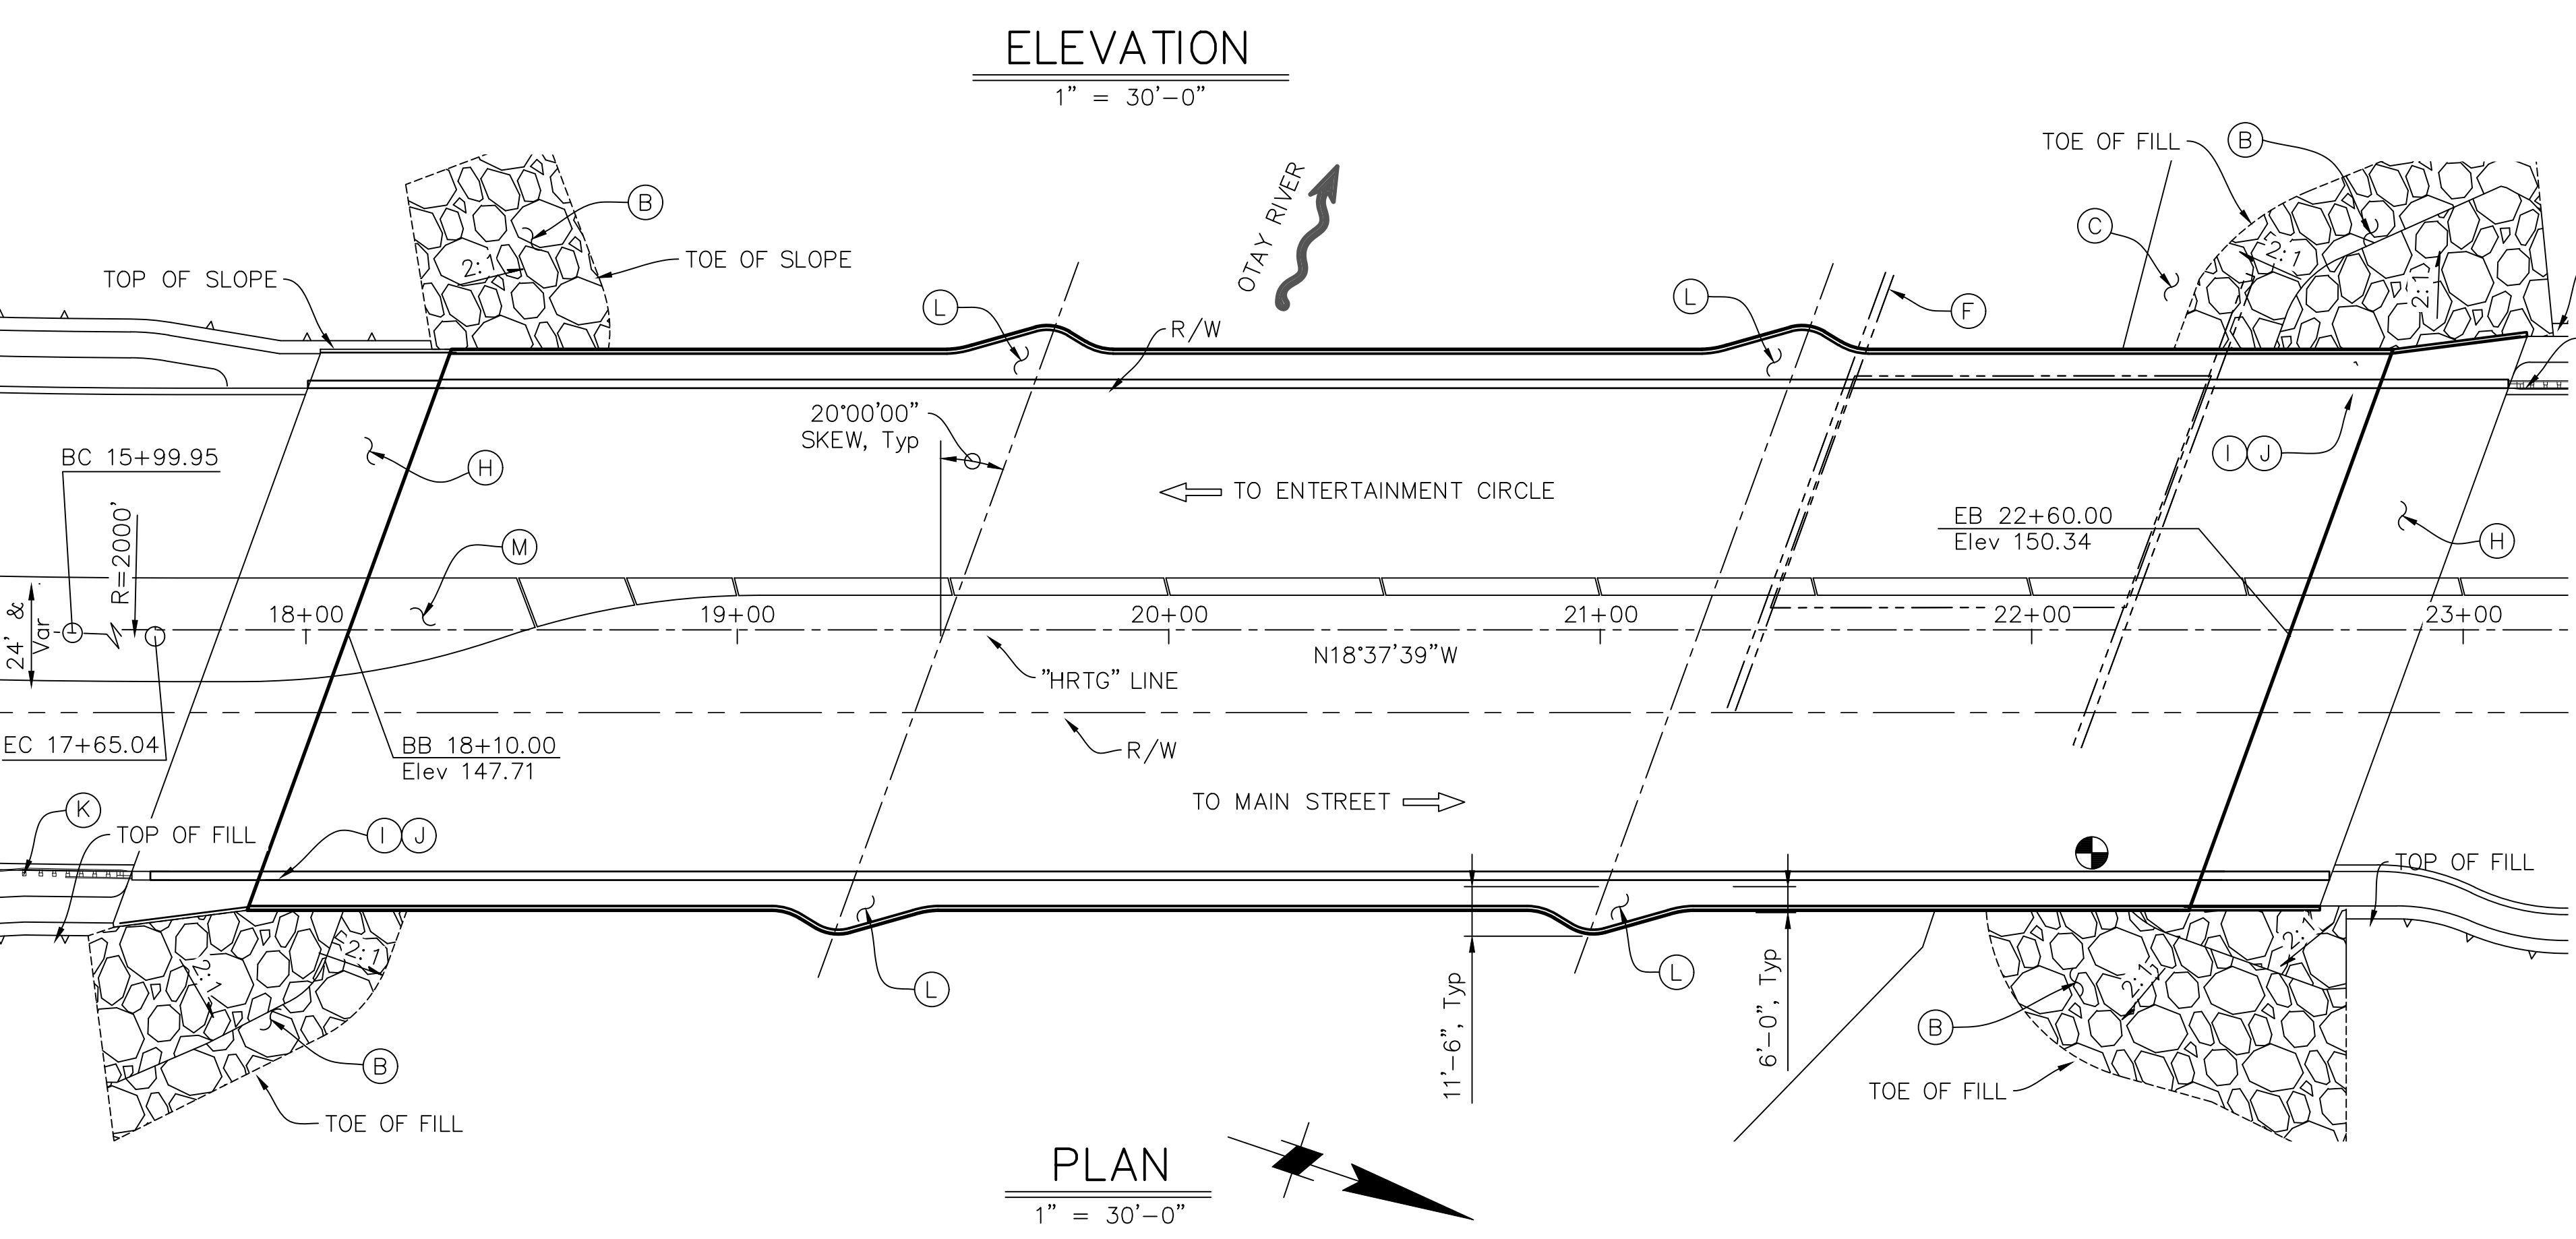 ELEVATION
1" = 30'-0"
TOE OF FILL
B
B
C
OTAY RIVER
TOE OF SLOPE
TOP OF SLOPE
2:1
2:1
2:1
L
L
F
R/W
20°00'00"
SKEW, Typ
BC 15+99.95
H
I J
TO ENTERTAINMENT CIRCLE
R=2000'
M
EB 22+60.00
Elev 150.34
H
24' &
Var
18+00
19+00
20+00
21+00
22+00
23+00
N18°37'39"W
"HRTG" LINE
EC 17+65.04
BB 18+10.00
Elev 147.71
R/W
TO MAIN STREET
K
TOP OF FILL
I J
TOP OF FILL
2:1
2:1
2:1
2:1
L
L
11'-6", Typ
6'-0", Typ
B
B
TOE OF FILL
TOE OF FILL
PLAN
1" = 30'-0"